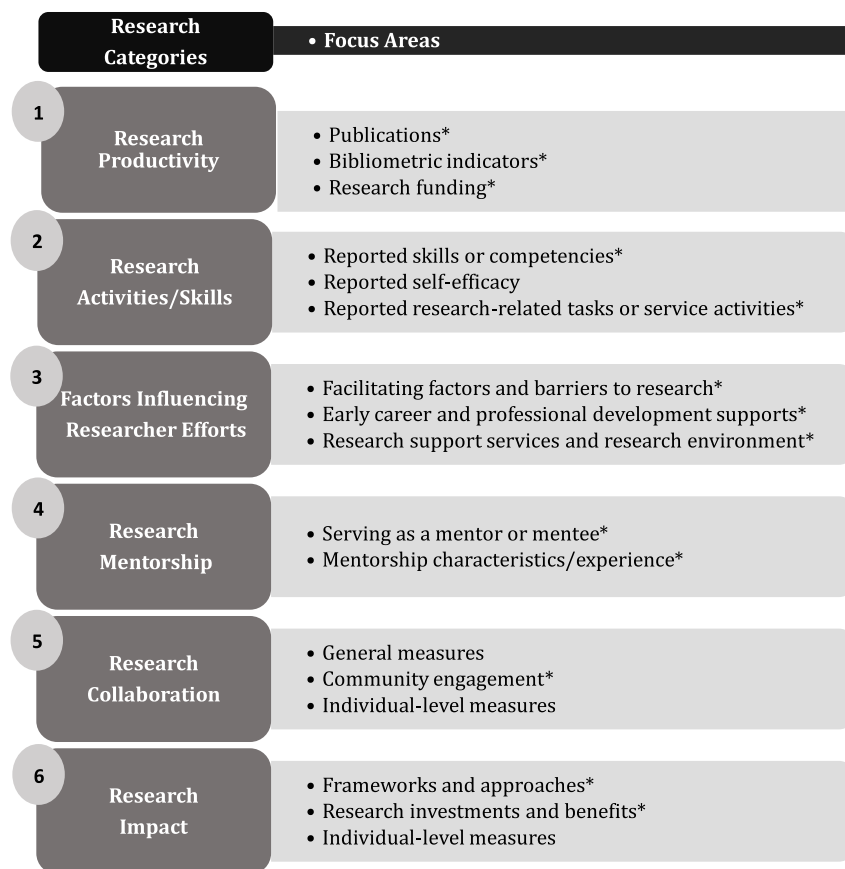 Research
Categories
• Focus Areas
1
Research
Productivity
• Publications*
• Bibliometric indicators*
• Research funding*
2
Research
Activities/Skills
• Reported skills or competencies*
• Reported self-efficacy
• Reported research-related tasks or service activities*
3
Factors Influencing
Researcher Efforts
• Facilitating factors and barriers to research*
• Early career and professional development supports*
• Research support services and research environment*
4
Research
Mentorship
• Serving as a mentor or mentee*
• Mentorship characteristics/experience*
5
Research
Collaboration
• General measures
• Community engagement*
• Individual-level measures
6
Research
Impact
• Frameworks and approaches*
• Research investments and benefits*
• Individual-level measures